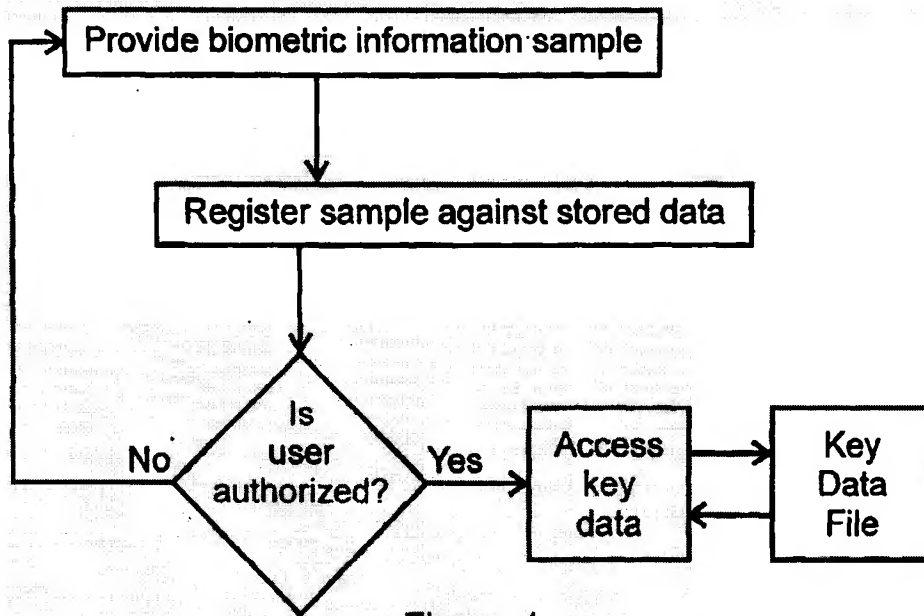 Provide biometric information sample
Register sample against stored data
Is
user
authorized?
No
Yes
Access
key
data
Key
Data
File